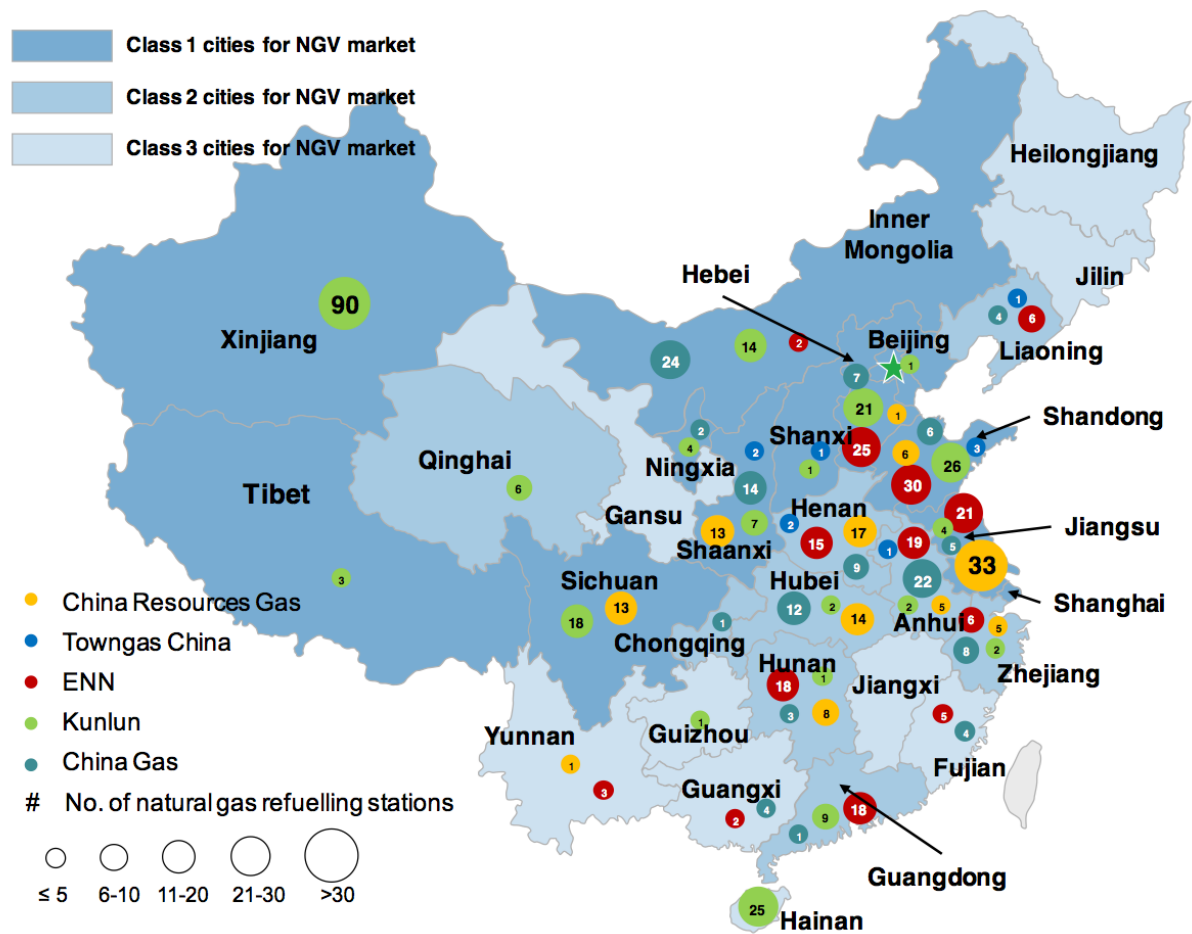 Class 1 cities for NGV market
Class 2 cities for NGV market
Class 3 cities for NGV market
Heilongjiang
Inner
Mongolia
Hebei
Jilin
90
1
4
6
Xinjiang
24
14
2
Beijing
Liaoning
7
1
21
1
Shandong
2
4
Shanxi
6
3
2
1
25
6
26
Qinghai
Ningxia
1
6
Tibet
14
30
Gansu
Henan
21
13
7
2
15
17
4
Jiangsu
Shaanxi
1
19
5
9
33
3
Sichuan
Hubei
22
Shanghai
18
13
12
2
14
2
5
Chongqing
1
Anhui
6
5
8
2
Zhejiang
Hunan
18
1
Jiangxi
3
8
5
4
Yunnan
Guizhou
1
1
3
Fujian
Guangxi
2
4
1
9
18
Guangdong
25
Hainan
China Resources Gas
Towngas China
ENN
Kunlun
China Gas
# No. of natural gas refuelling stations
≤ 5 6-10 11-20 21-30 >30